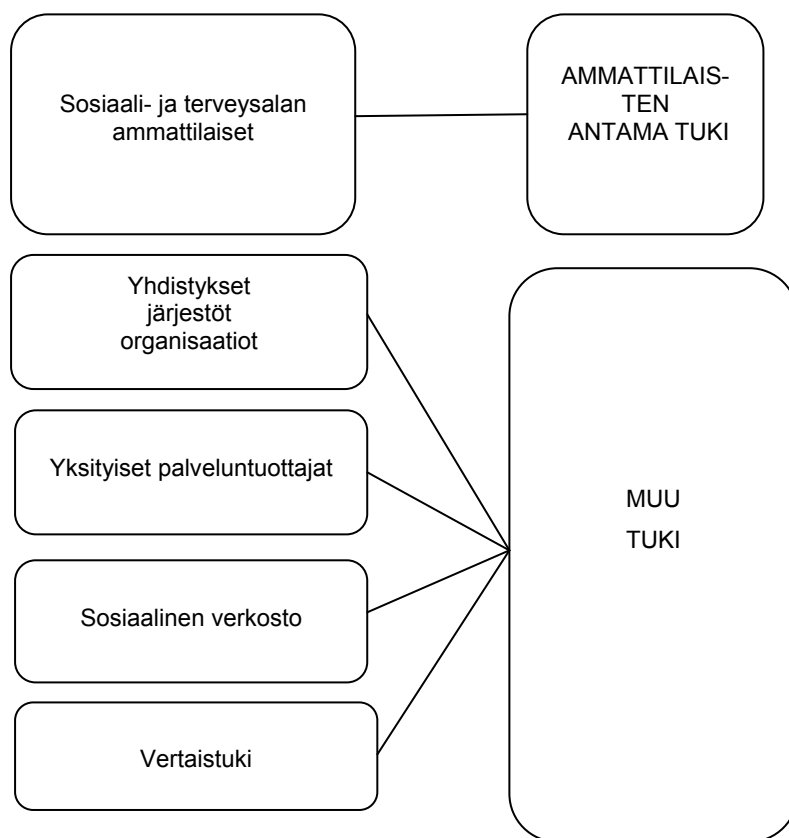 Sosiaali- ja terveysalan
ammattilaiset
AMMATTILAIS-
TEN
ANTAMA TUKI
Yhdistykset
järjestöt
organisaatiot
Yksityiset palveluntuottajat
Sosiaalinen verkosto
Vertaistuki
MUU
TUKI